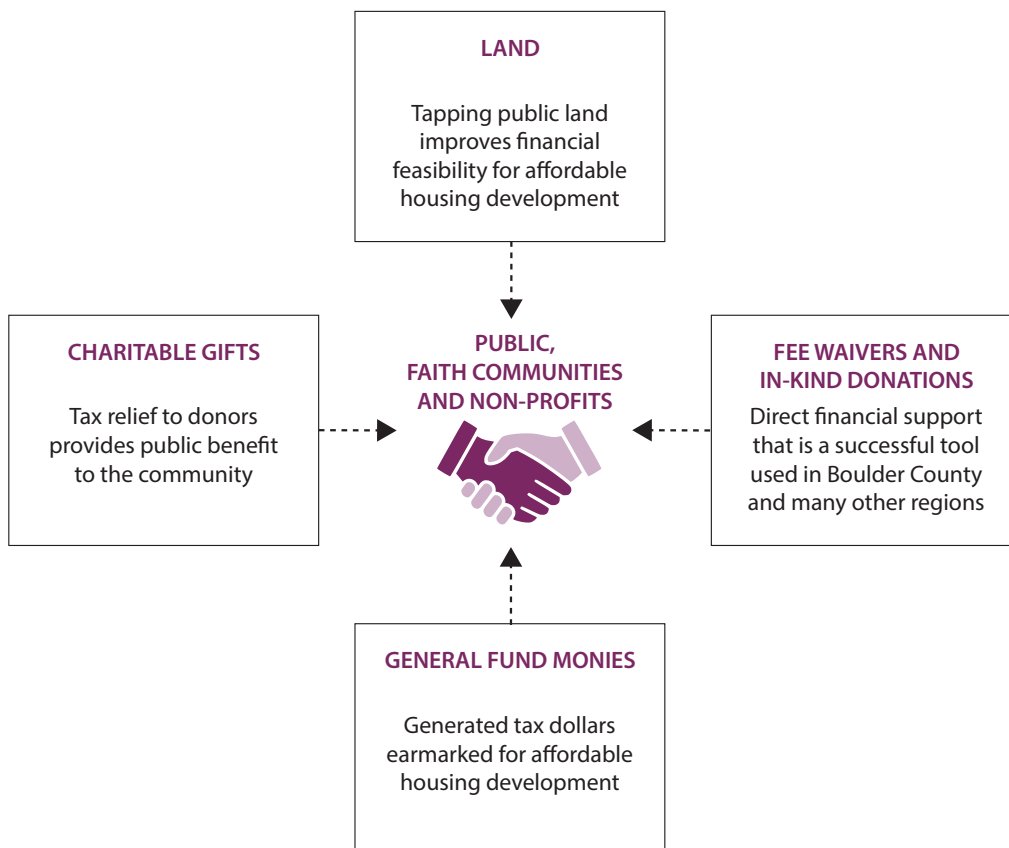 LAND
Tapping public land
improves financial
feasibility for affordable
housing development
CHARITABLE GIFTS
Tax relief to donors
provides public benefit
to the community
PUBLIC,
FAITH COMMUNITIES
AND NON-PROFITS
FEE WAIVERS AND
IN-KIND DONATIONS
Direct financial support
that is a successful tool
used in Boulder County
and many other regions
GENERAL FUND MONIES
Generated tax dollars
earmarked for affordable
housing development